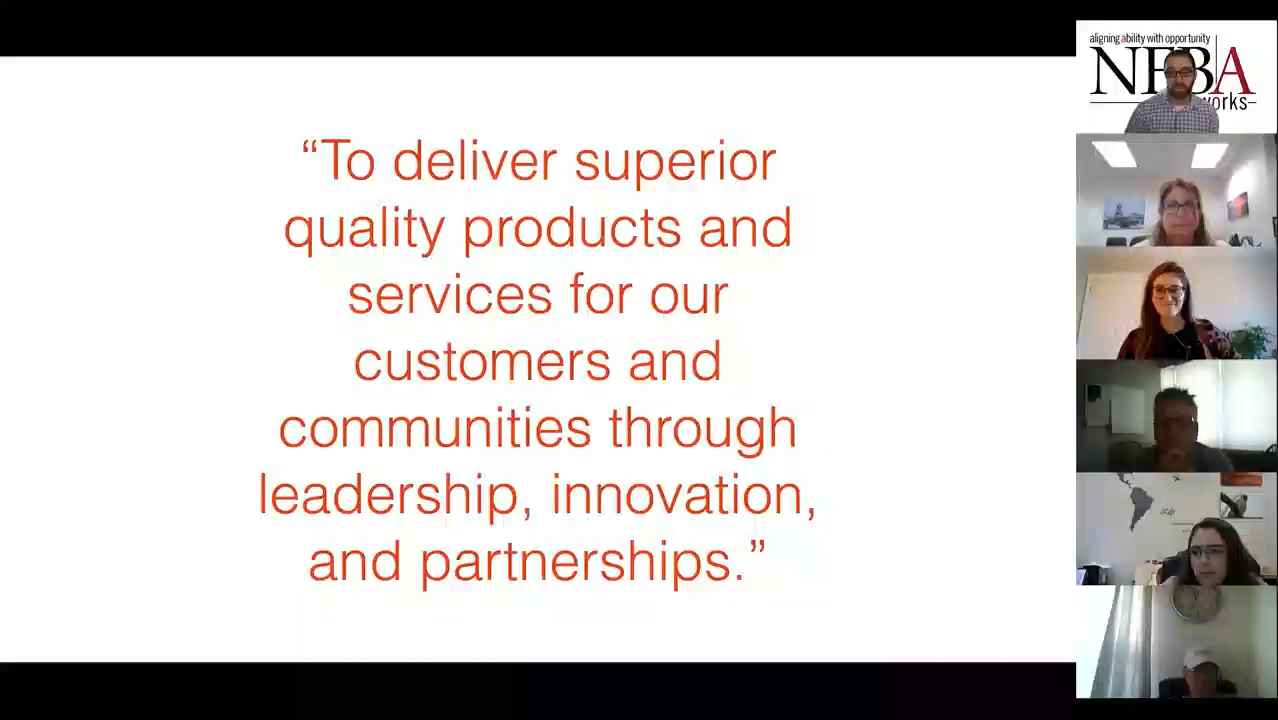 “To deliver superior
quality products and
services for our
customers and
communities through
leadership, innovation,
and partnerships.”
aligning ability with opportunity
A
works